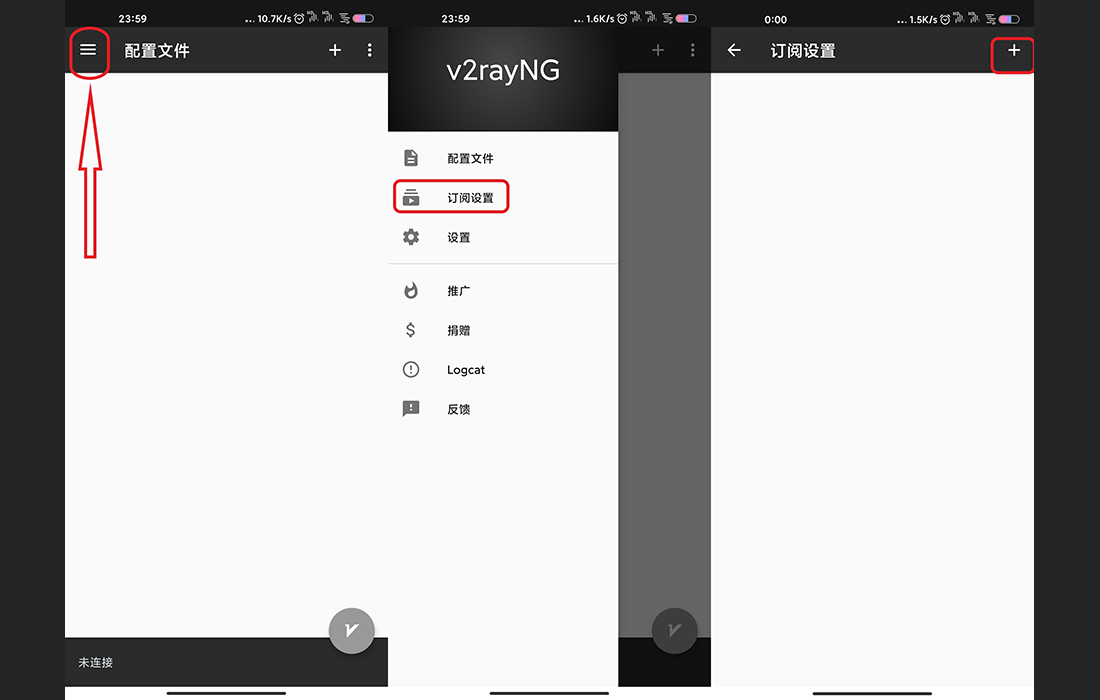 23:59
... 10.7K/s
配置文件
未连接
23:59
... 1.6K/s
v2rayNG
配置文件
订阅设置
设置
推广
捐赠
Logcat
反馈
0:00
... 1.5K/s
订阅设置